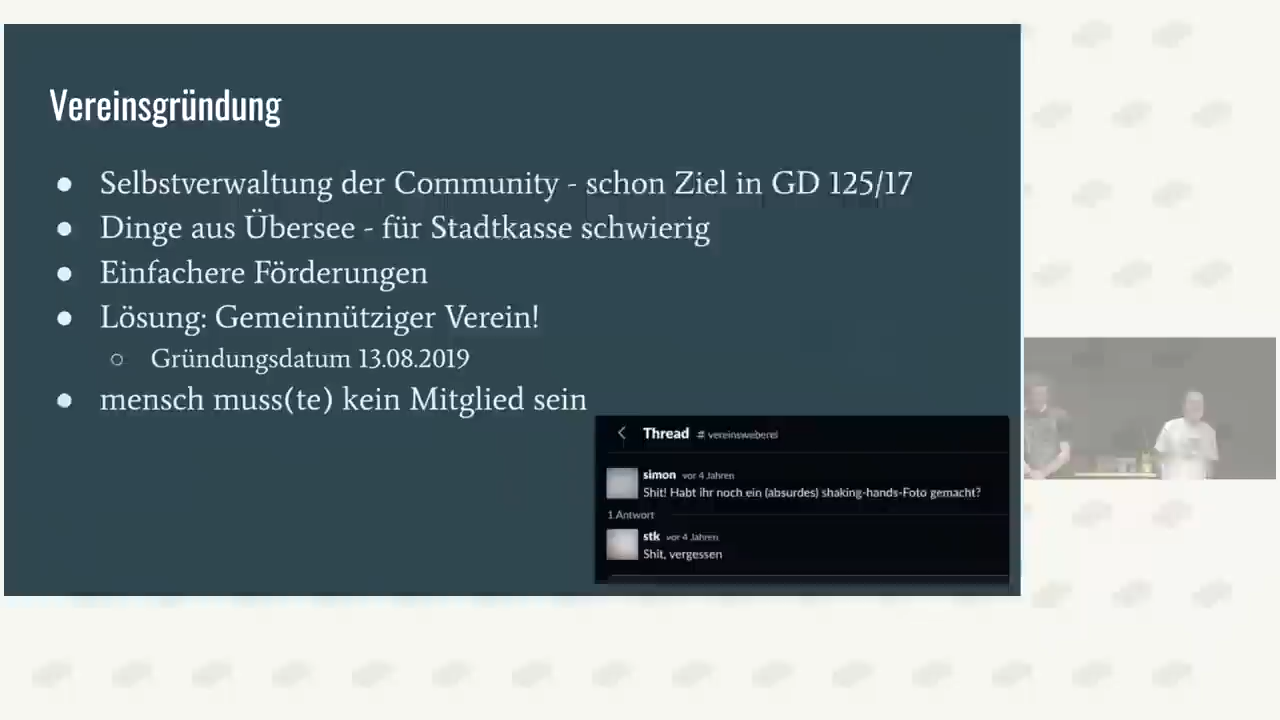 Vereinsgründung
● Selbstverwaltung der Community - schon Ziel in GD 125/17
● Dinge aus Übersee - für Stadtkasse schwierig
● Einfachere Förderungen
● Lösung: Gemeinnütziger Verein!
○ Gründungsdatum 13.08.2019
● mensch muss(te) kein Mitglied sein
Thread # vereinsweberei
simon vor 4 Jahren
Shit! Habt ihr noch ein (absurdes) shaking-hands-Foto gemacht?
1 Antwort
stk vor 4 Jahren
Shit, vergessen